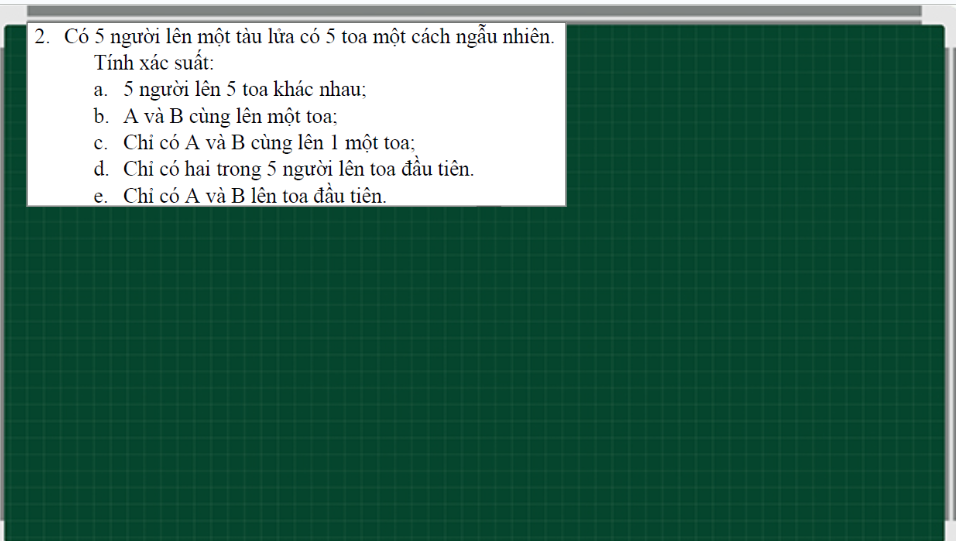 2. Có 5 người lên một tàu lửa có 5 toa một cách ngẫu nhiên.
Tính xác suất:
a. 5 người lên 5 toa khác nhau;
b. A và B cùng lên một toa;
c. Chỉ có A và B cùng lên 1 một toa;
d. Chỉ có hai trong 5 người lên toa đầu tiên.
e. Chỉ có A và B lên toa đầu tiên.